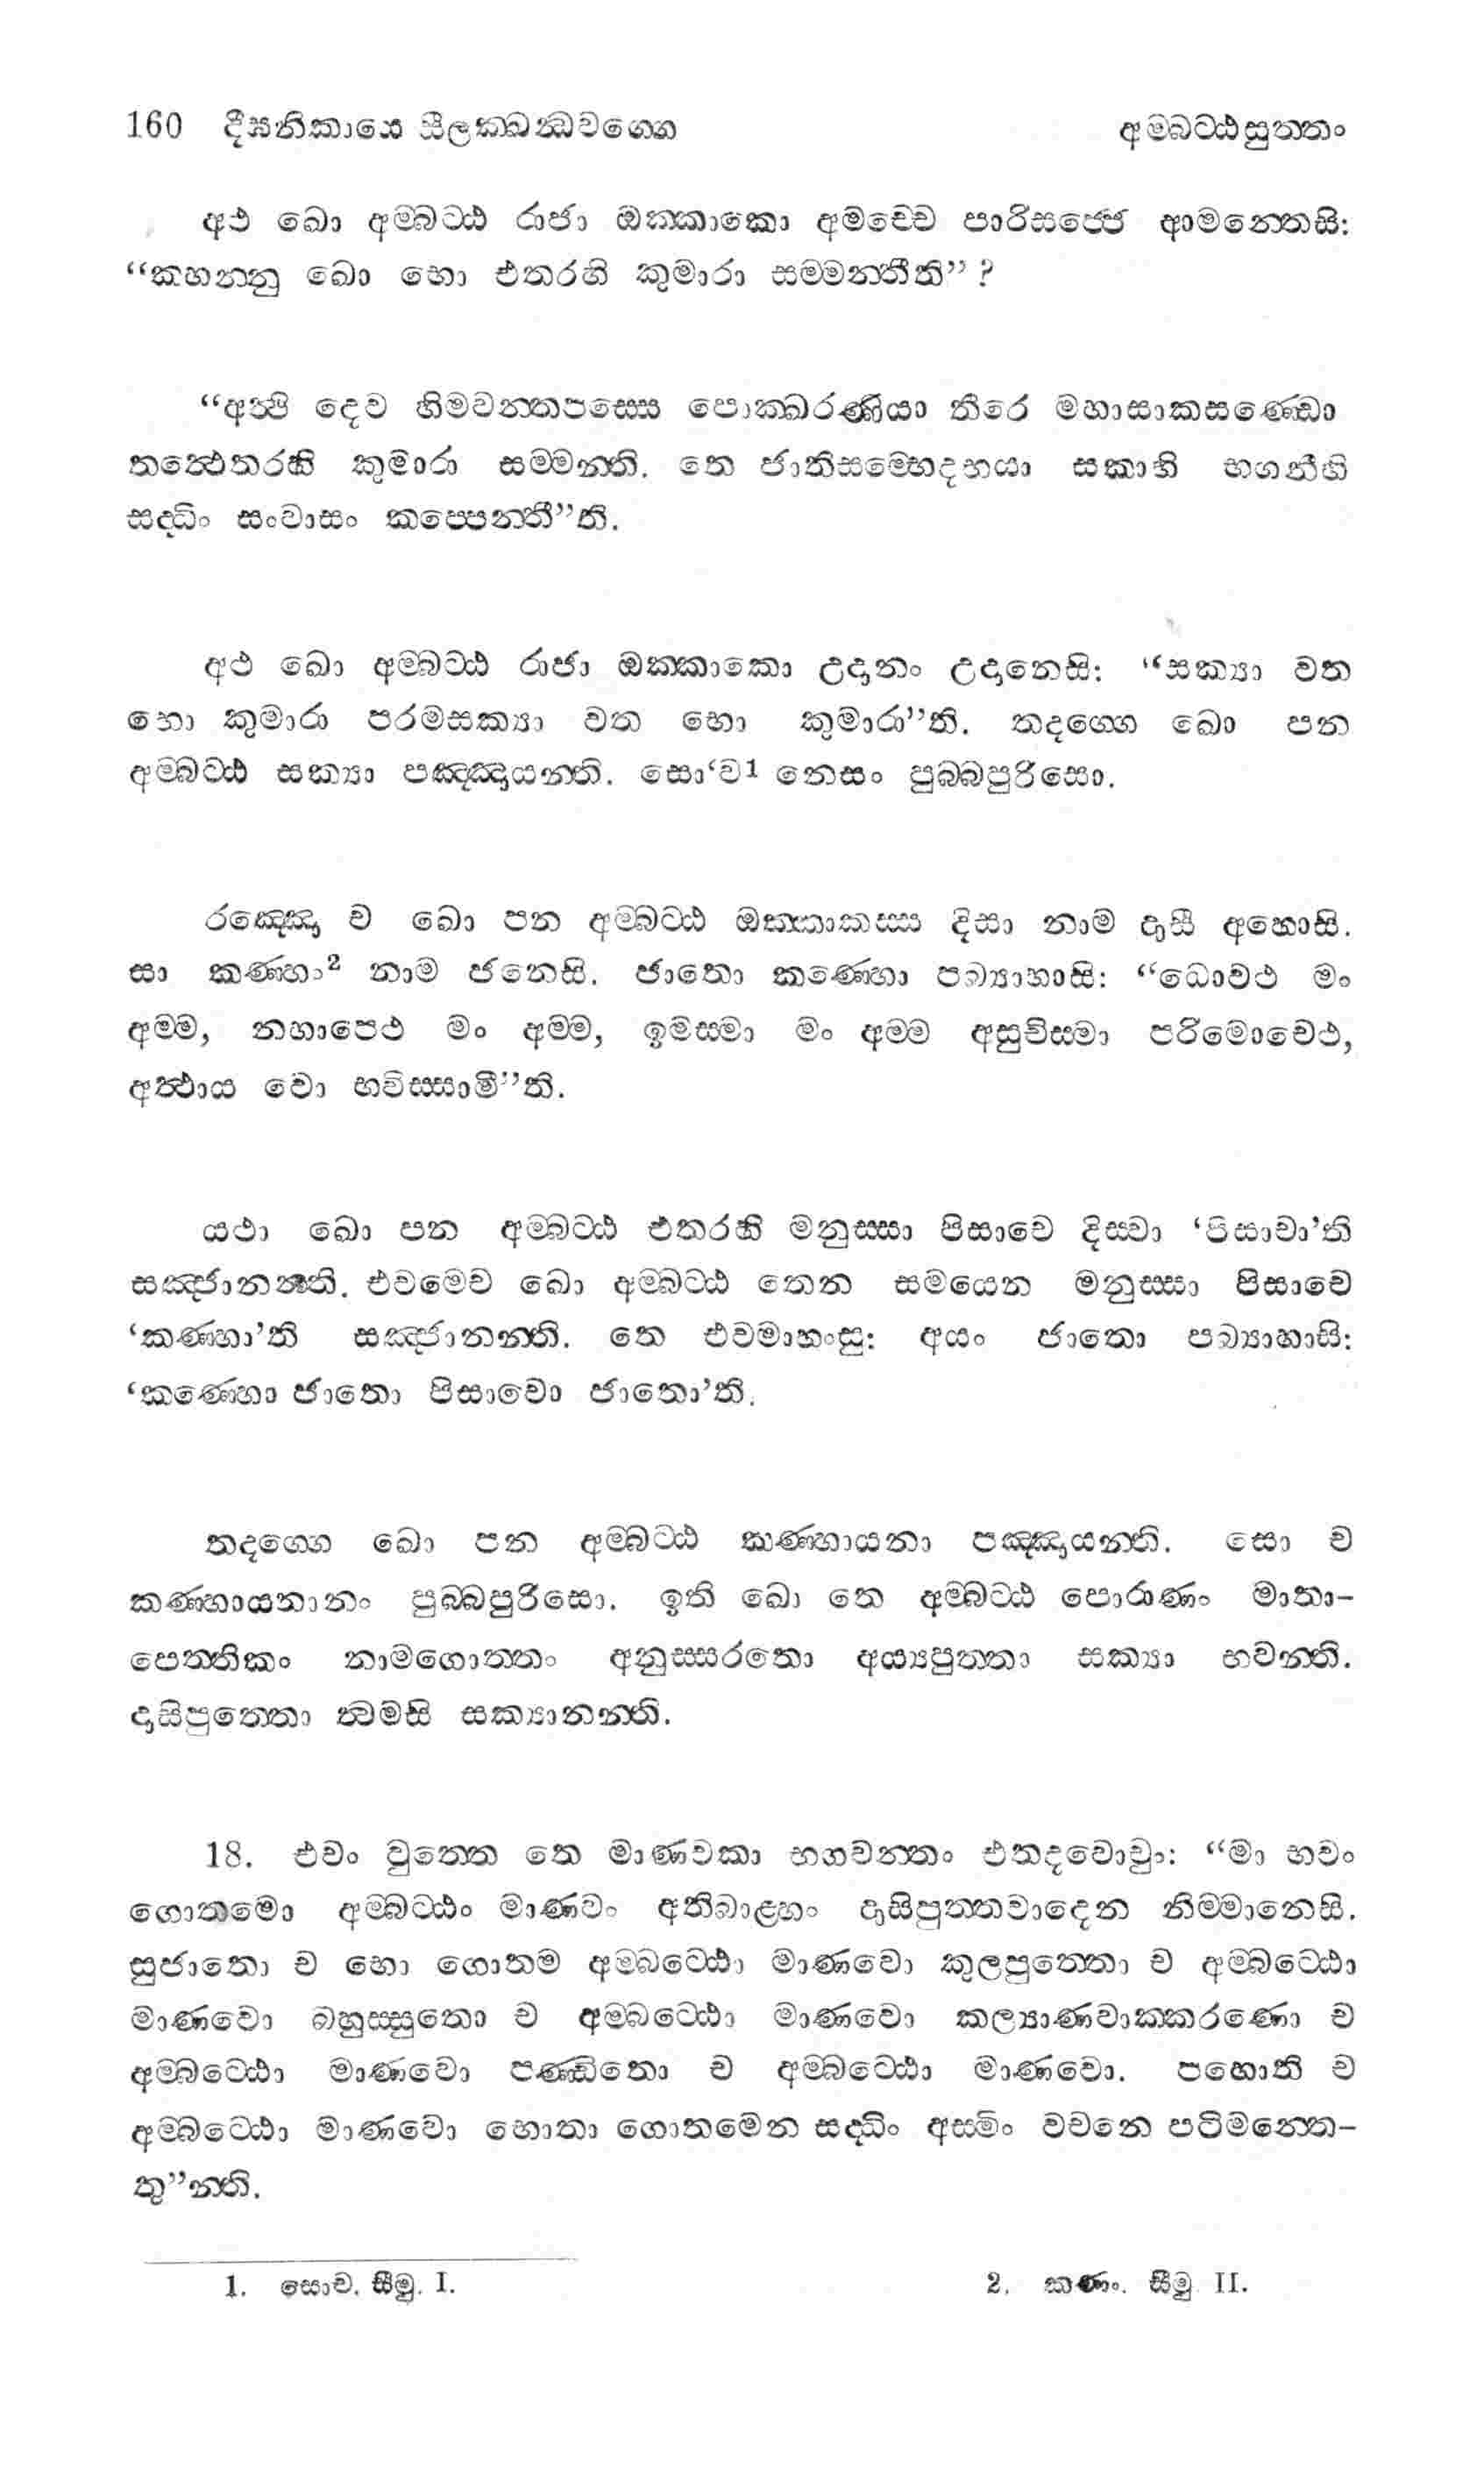 160 දීඝනිකායෙ සීලක්ඛන්ධවග්ගෙ අම්බට්ඨසුත්තං
අථ ඛො අම්බට්ඨ රාජා ඔක්කාකො අමච්චෙ පාරිසජ්ජෙ ආමන්තෙසි:
“කහන්නු ඛො භො එතරහි කුමාරා සම්මන්තීති” ?
“අත්ථි දෙව හිමවන්තපස්සෙ පොක්ඛරණියා තීරෙ මහාසාකසණ්ඩො
තත්ථෙතරහි කුමාරා සම්මන්ති. තෙ ජාතිසම්භෙදභයා සකාහි භගනීහි
සද්ධිං සංවාසං කප්පෙන්තී”ති.
අථ ඛො අම්බට්ඨ රාජා ඔක්කාකො උදානං උදානෙසි: “සක්‍යා වත
භො කුමාරා පරමසක්‍යා වත භො කුමාරා”ති. තදග්ගෙ ඛො පන
අම්බට්ඨ සක්‍යා පඤ්ඤායන්ති. සො‘ව1 නෙසං පුබ්බපුරිසො.
රඤ්ඤො ච ඛො පන අම්බට්ඨ ඔක්කාකස්ස දිසා නාම දාසී අහොසි.
සා කණ්හා2 නාම ජනෙසි. ජාතො කණ්හො පබ්‍යාහාසි: “ධොවථ මං
අම්ම, නහාපෙථ මං අම්ම, ඉමස්මා මං අම්ම අසුචිස්මා පරිමොචෙථ,
අත්ථාය වො භවිස්සාමී”ති.
යථා ඛො පන අම්බට්ඨ එතරහි මනුස්සා පිසාචෙ දිස්වා ‘පිසාචා’ති
සඤ්ජානන්ති. එවමෙව ඛො අම්බට්ඨ තෙන සමයෙන මනුස්සා පිසාචෙ
‘කණ්හා’ති සඤ්ජානන්ති. තෙ එවමාහංසු: අයං ජාතො පබ්‍යාහාසි:
‘කණ්හො ජාතො පිසාචො ජාතො’ති.
තදග්ගෙ ඛො පන අම්බට්ඨ කණ්හායනා පඤ්ඤායන්ති. සො ච
කණ්හායනානං පුබ්බපුරිසො. ඉති ඛො තෙ අම්බට්ඨ පොරාණං මාතා-
පෙත්තිකං නාමගොත්තං අනුස්සරතො අය්‍යපුත්තා සක්‍යා භවන්ති.
දාසිපුත්තො ත්වමසි සක්‍යානන්ති.
18. එවං වුත්තෙ තෙ මාණවකා භගවන්තං එතදවොචුං: “මා භවං
ගොතමො අම්බට්ඨං මාණවං අතිබාළ්හං දාසිපුත්තවාදෙන නිම්මානෙසි.
සුජාතො ච භො ගොතම අම්බට්ඨො මාණවො කුලපුත්තො ච අම්බට්ඨො
මාණවො බහුස්සුතො ච අම්බට්ඨො මාණවො කල්‍යාණවාක්කරණො ච
අම්බට්ඨො මාණවො පණ්ඩිතො ච අම්බට්ඨො මාණවො. පහොති ච
අම්බට්ඨො මාණවො භොතා ගොතමෙන සද්ධිං අස්මිං වචනෙ පටිමන්තෙ-
තු”න්ති.
1. සොච. සීමු. I. 2. කණ්හං. සීමු II.